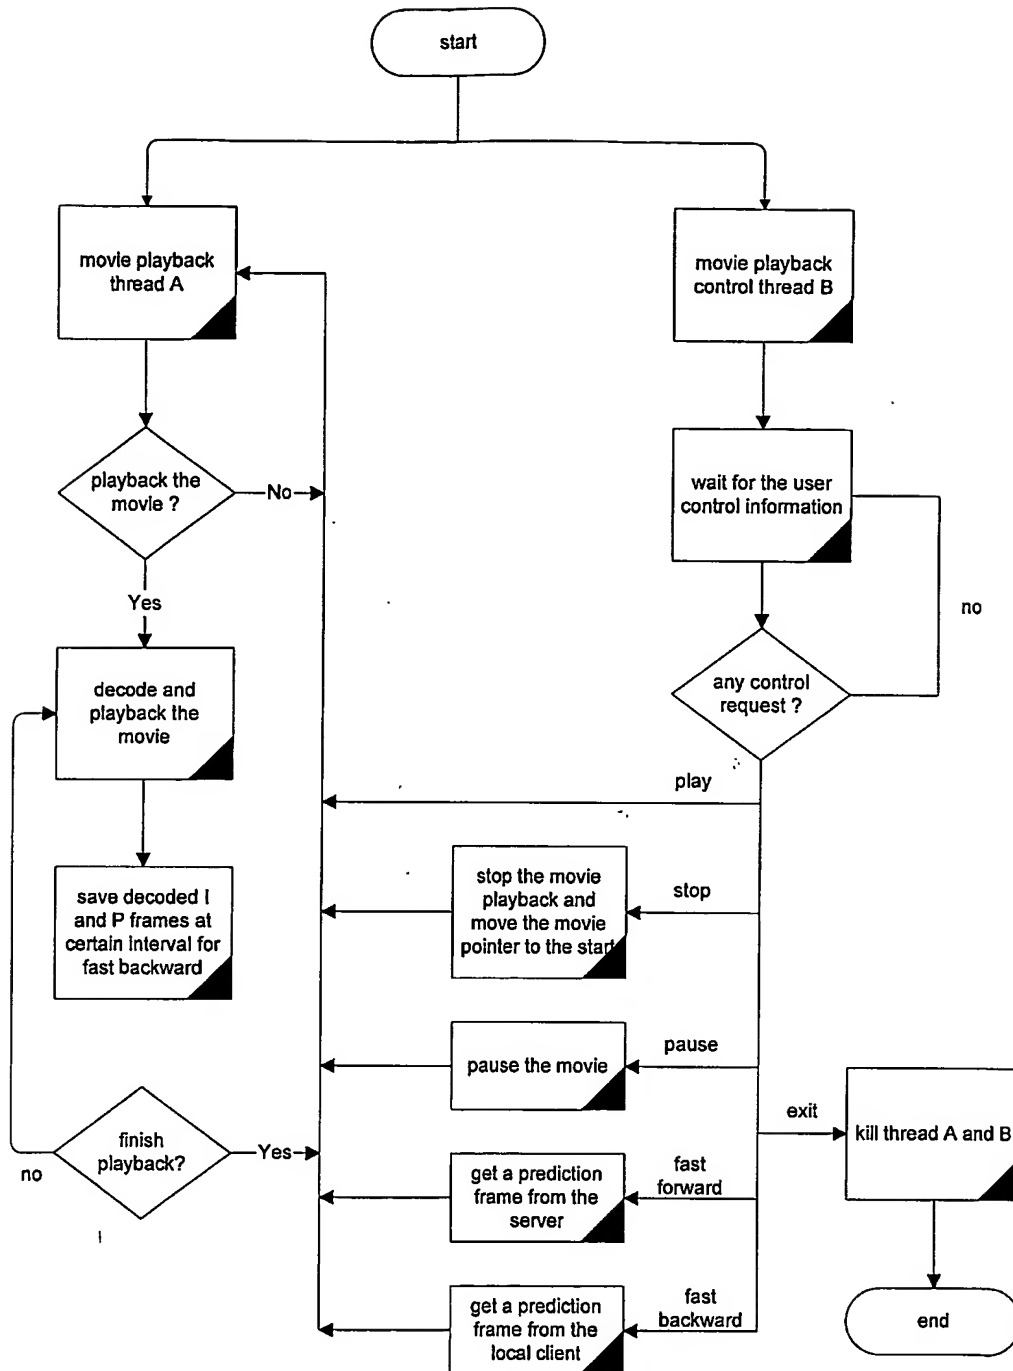 start
movie playback
thread A
movie playback
control thread B
playback the
movie ?
No
wait for the user
control information
Yes
no
decode and
playback the
movie
any control
request ?
play
save decoded I
and P frames at
certain interval for
fast backward
stop the movie
playback and
move the movie
pointer to the start
stop
pause the movie
pause
exit
kill thread A and B
finish
playback?
no
Yes
get a prediction
frame from the
server
fast
forward
get a prediction
frame from the
local client
fast
backward
end